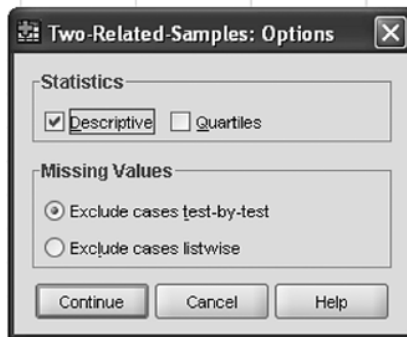 Two-Related-Samples: Options
Statistics
Descriptive Quartiles
Missing Values
Exclude cases test-by-test
Exclude cases listwise
Continue Cancel Help